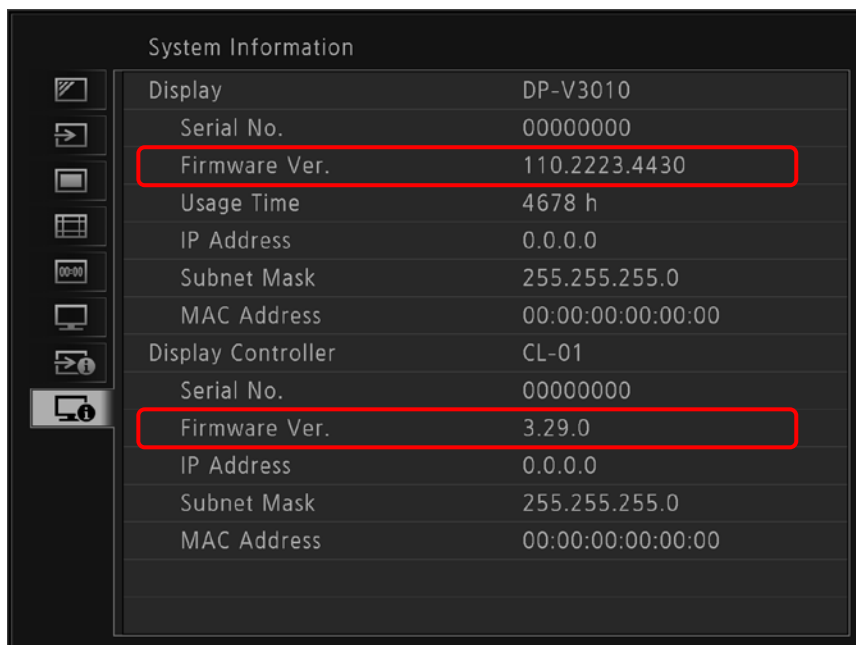 System Information
Display DP-V3010
Serial No. 00000000
Firmware Ver. 110.2223.4430
Usage Time 4678 h
IP Address 0.0.0.0
Subnet Mask 255.255.255.0
MAC Address 00:00:00:00:00:00
Display Controller CL-01
Serial No. 00000000
Firmware Ver. 3.29.0
IP Address 0.0.0.0
Subnet Mask 255.255.255.0
MAC Address 00:00:00:00:00:00
00:00